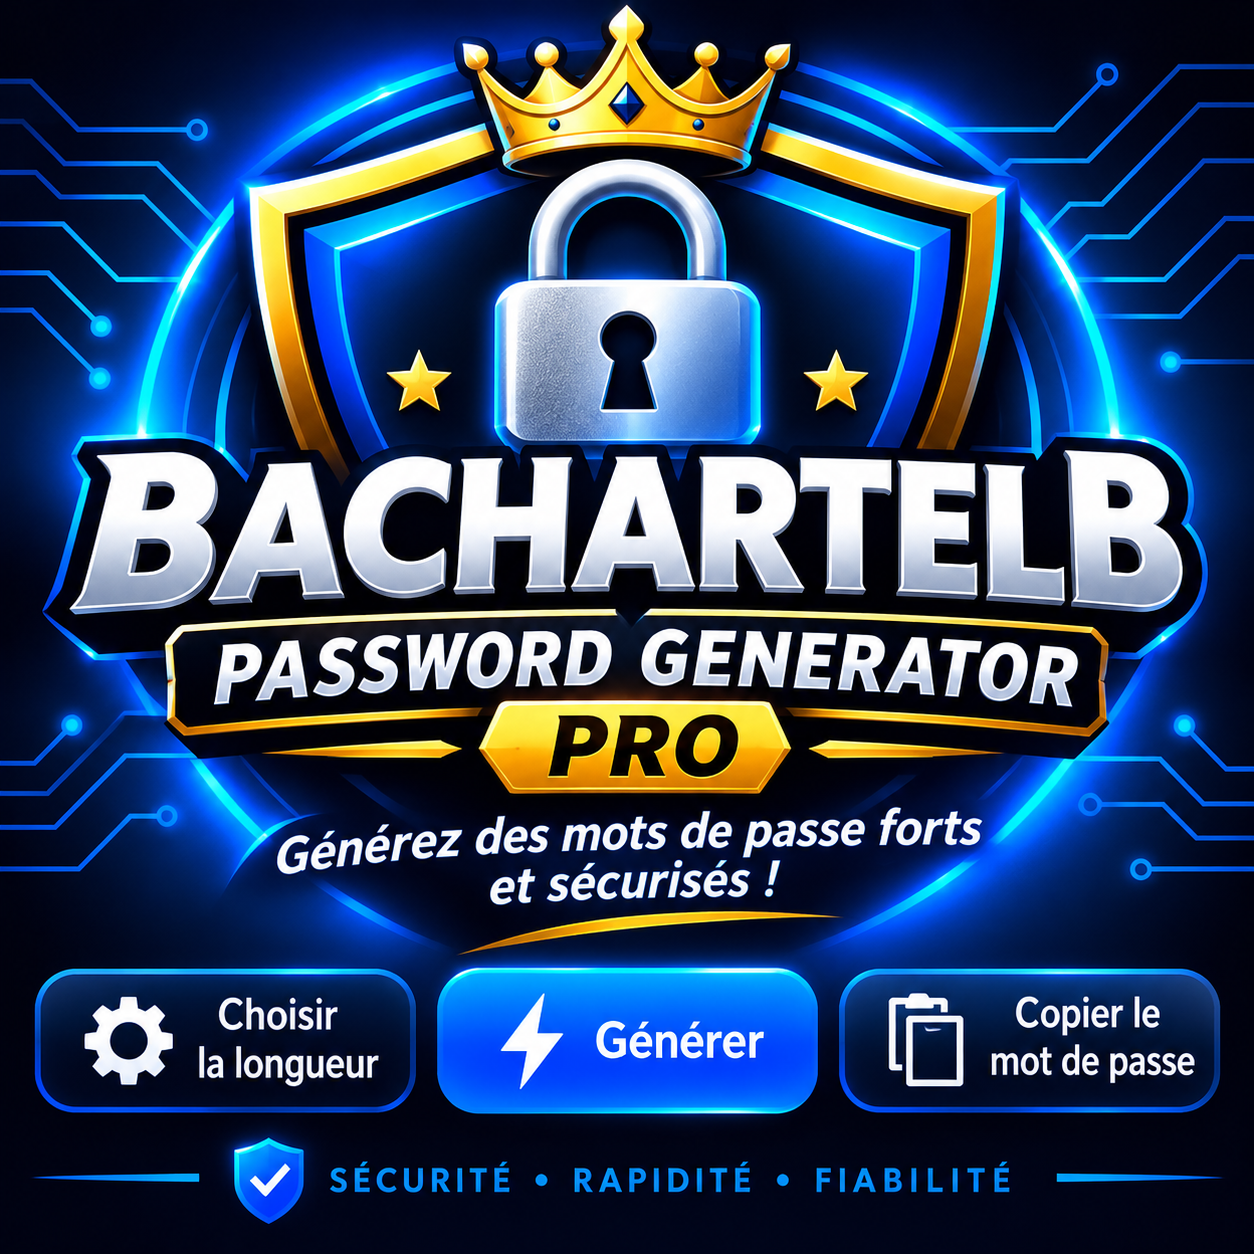 BACHARTELB
PASSWORD GENERATOR
PRO
Générez des mots de passe forts
et sécurisés !
Choisir
la longueur
Générer
Copier le
mot de passe
SÉCURITÉ • RAPIDITÉ • FIABILITÉ